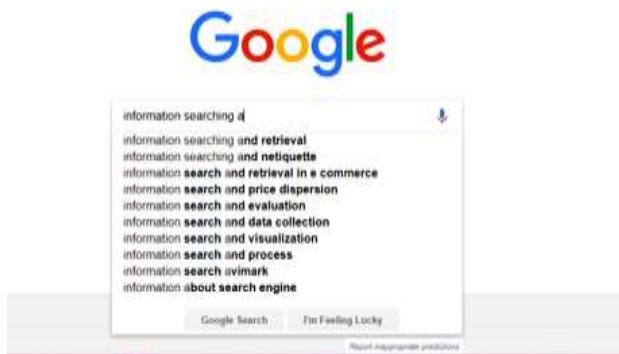 Google
information searching a
information searching and retrieval
information searching and netiquette
information search and retrieval in e commerce
information search and price dispersion
information search and evaluation
information search and data collection
information search and visualization
information search and process
information search avimark
information about search engine
Google Search I'm Feeling Lucky
Report inappropriate predictions